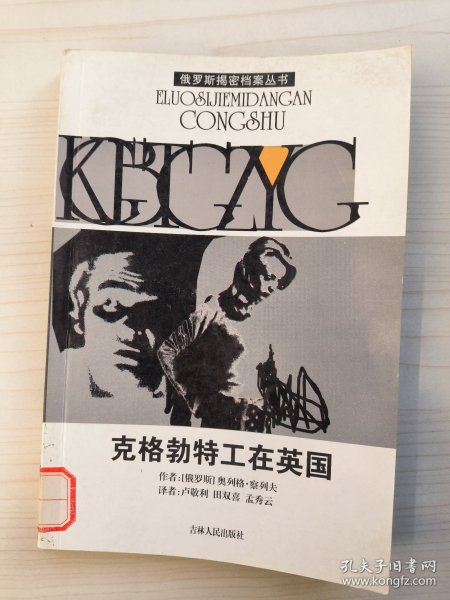 俄罗斯揭密档案丛书
ELUOSIJIEMIDANGAN
CONGSHU
克格勃特工在英国
作者:[俄罗斯]奥列格·察列夫
译者:卢敬利 田双喜 孟秀云
吉林人民出版社
孔夫子旧书网
www.kongfz.com